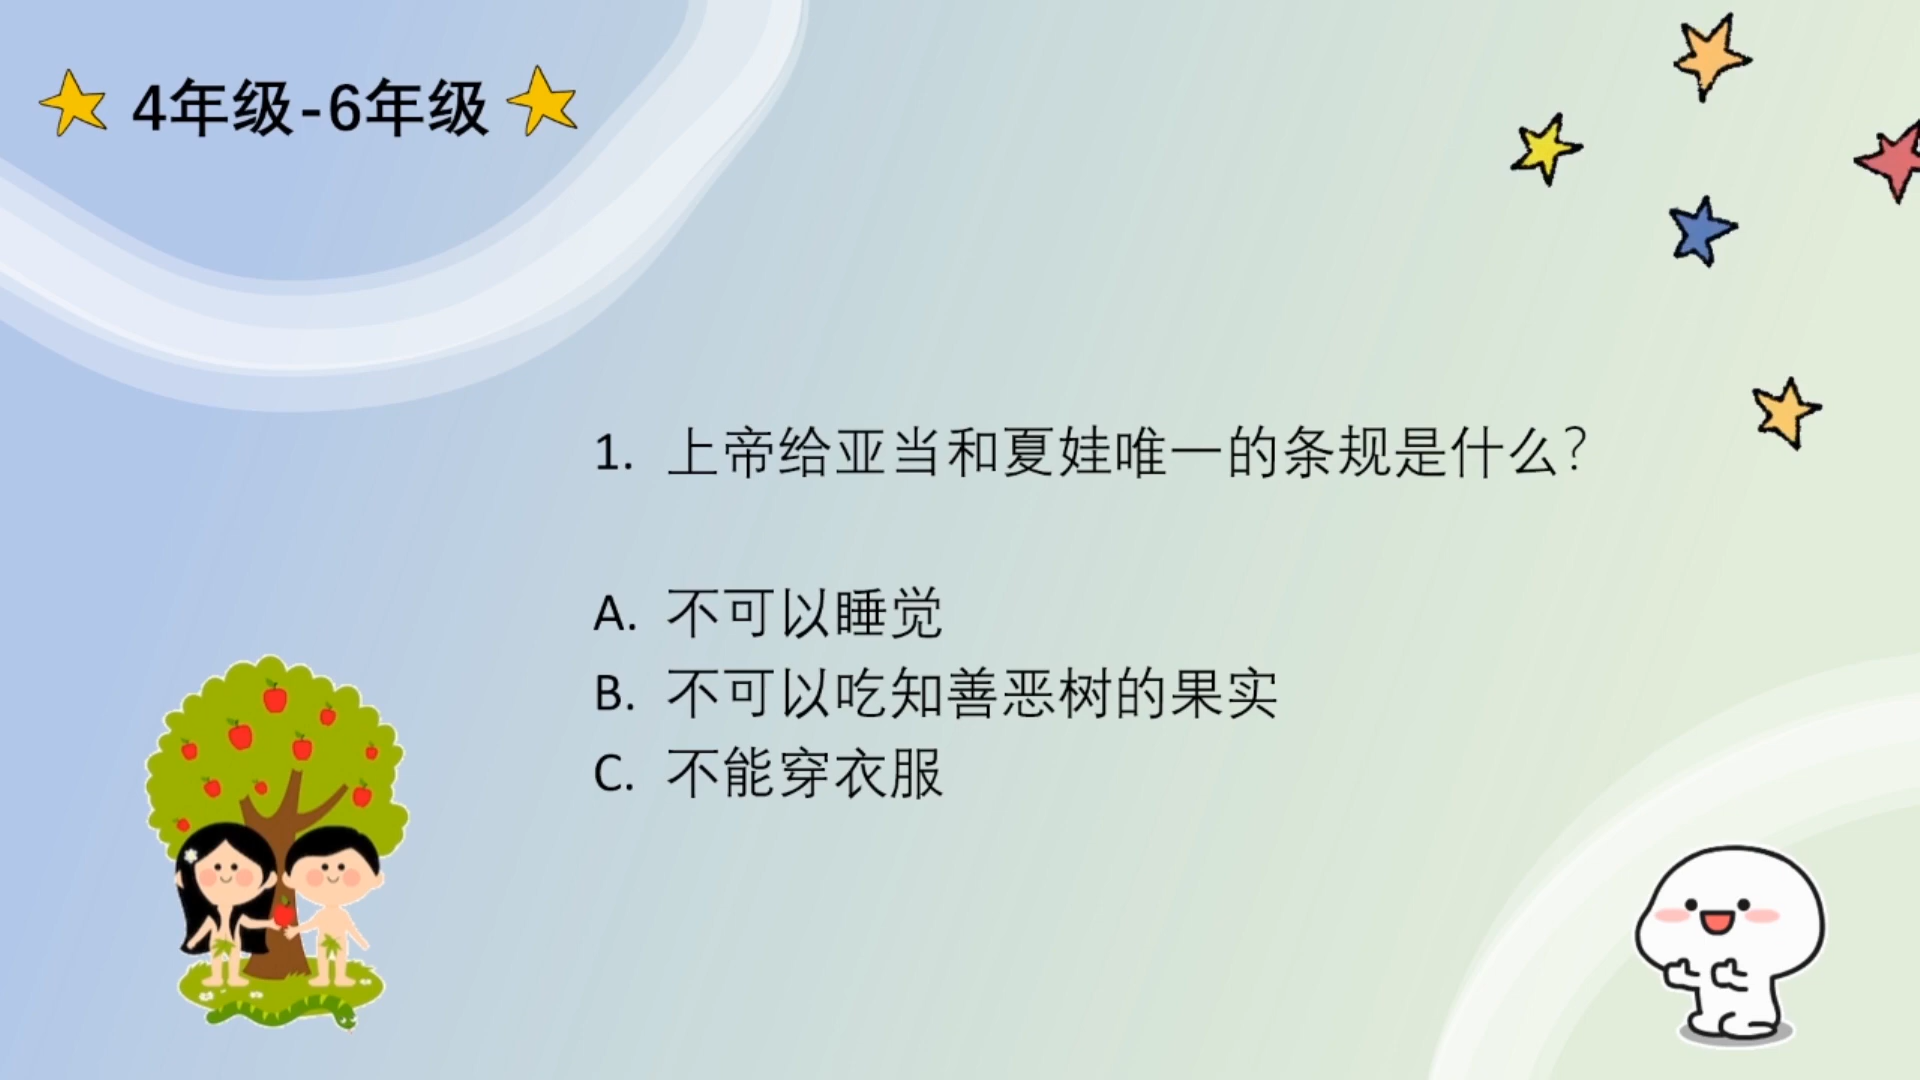 4年级-6年级
1. 上帝给亚当和夏娃唯一的条规是什么?
A. 不可以睡觉
B. 不可以吃知善恶树的果实
C. 不能穿衣服